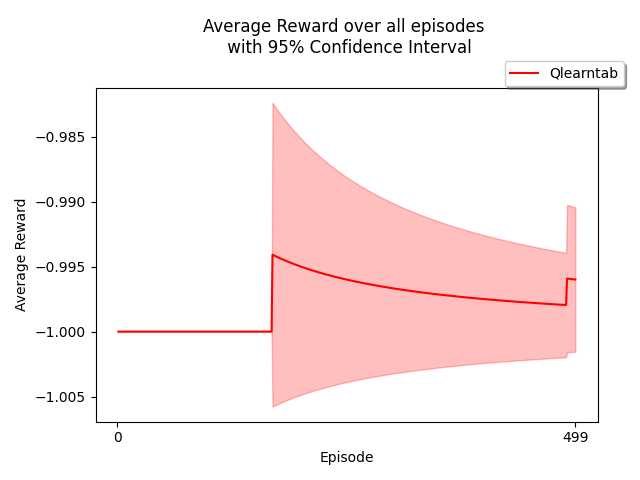 Average Reward over all episodes
with 95% Confidence Interval
Qlearntab
−0.985
−0.990
−0.995
−1.000
−1.005
Average Reward
0
499
Episode